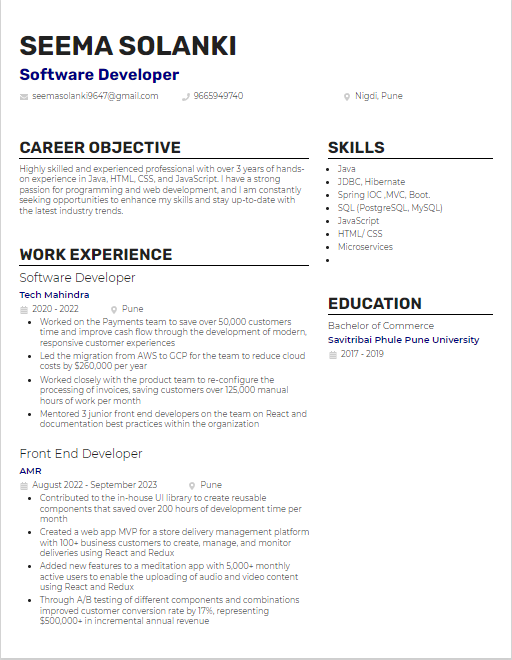 SEEMA SOLANKI
Software Developer
seemasolanki9647@gmail.com 9665949740 Nigdi, Pune
CAREER OBJECTIVE
Highly skilled and experienced professional with over 3 years of hands-
on experience in Java, HTML, CSS, and JavaScript. I have a strong
passion for programming and web development, and I am constantly
seeking opportunities to enhance my skills and stay up-to-date with
the latest industry trends.
WORK EXPERIENCE
Software Developer
Tech Mahindra
2020 - 2022 Pune
• Worked on the Payments team to save over 50,000 customers
time and improve cash flow through the development of modern,
responsive customer experiences
• Led the migration from AWS to GCP for the team to reduce cloud
costs by $260,000 per year
• Worked closely with the product team to re-configure the
processing of invoices, saving customers over 125,000 manual
hours of work per month
• Mentored 3 junior front end developers on the team on React and
documentation best practices within the organization
Front End Developer
AMR
August 2022 - September 2023 Pune
• Contributed to the in-house UI library to create reusable
components that saved over 200 hours of development time per
month
• Created a web app MVP for a store delivery management platform
with 100+ business customers to create, manage, and monitor
deliveries using React and Redux
• Added new features to a meditation app with 5,000+ monthly
active users to enable the uploading of audio and video content
using React and Redux
• Through A/B testing of different components and combinations
improved customer conversion rate by 17%, representing
$500,000+ in incremental annual revenue
SKILLS
• Java
• JDBC, Hibernate
• Spring IOC ,MVC, Boot.
• SQL (PostgreSQL, MySQL)
• JavaScript
• HTML/ CSS
• Microservices
•
EDUCATION
Bachelor of Commerce
Savitribai Phule Pune University
2017 - 2019